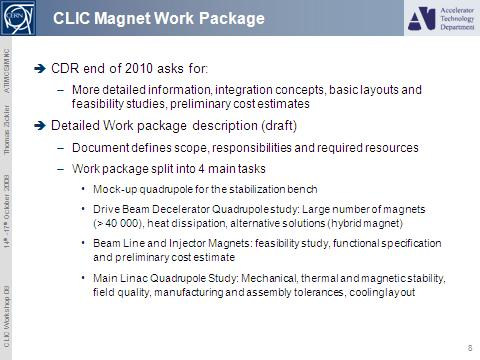 CERN
CLIC Magnet Work Package
Accelerator
Technology
Department
➔ CDR end of 2010 asks for:
– More detailed information, integration concepts, basic layouts and
feasibility studies, preliminary cost estimates
➔ Detailed Work package description (draft)
– Document defines scope, responsibilities and required resources
– Work package split into 4 main tasks
• Mock-up quadrupole for the stabilization bench
• Drive Beam Decelerator Quadrupole study: Large number of magnets
(> 40 000), heat dissipation, alternative solutions (hybrid magnet)
• Beam Line and Injector Magnets: feasibility study, functional specification
and preliminary cost estimate
• Main Linac Quadrupole Study: Mechanical, thermal and magnetic stability,
field quality, manufacturing and assembly tolerances, cooling layout
CLIC Workshop 08 14th -17th October 2008 Thomas Zickler AT/MCS/MNC
8